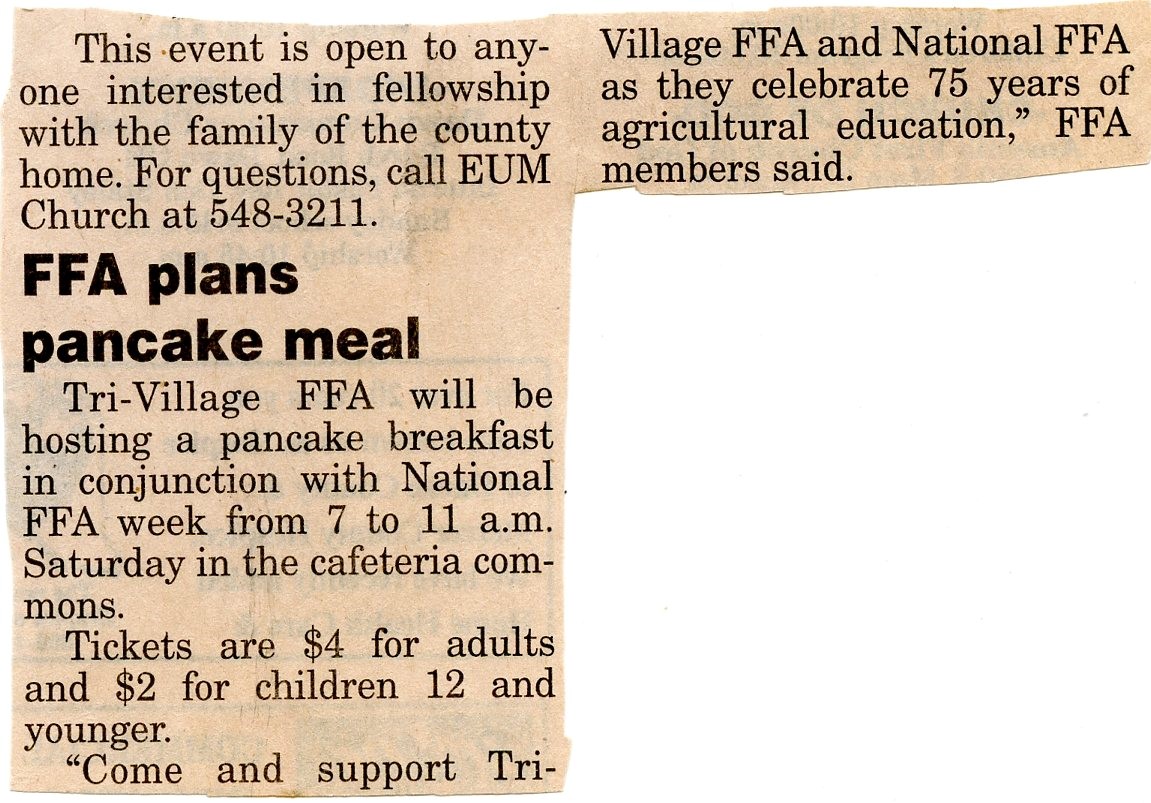 This event is open to any-
one interested in fellowship
with the family of the county
home. For questions, call EUM
Church at 548-3211.
FFA plans
pancake meal
Tri-Village FFA will be
hosting a pancake breakfast
in conjunction with National
FFA week from 7 to 11 a.m.
Saturday in the cafeteria com-
mons.
Tickets are $4 for adults
and $2 for children 12 and
younger.
“Come and support Tri-
Village FFA and National FFA
as they celebrate 75 years of
agricultural education,” FFA
members said.